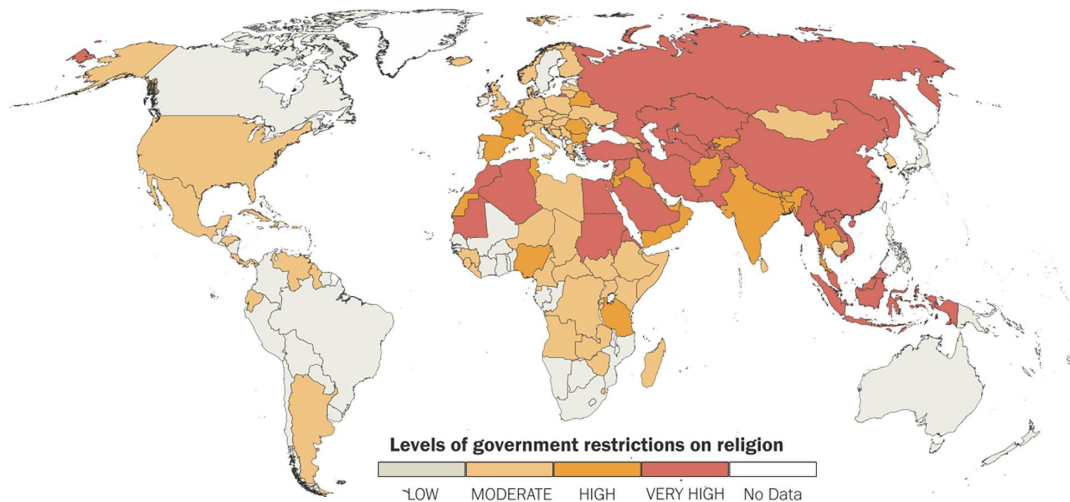 Levels of government restrictions on religion
LOW MODERATE HIGH VERY HIGH No Data